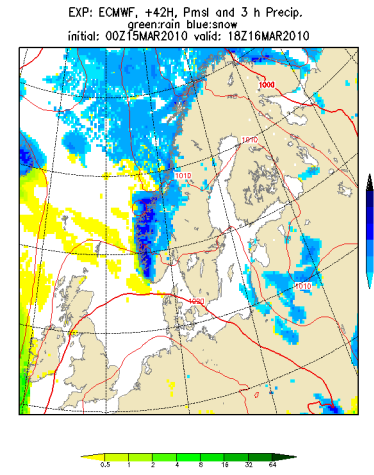 EXP: ECMWF, +42H, Pmsl and 3 h Precip.
green:rain blue:snow
initial: 00Z15MAR2010 valid: 18Z16MAR2010
1000
1010
1010
1010
1020
0.5 1 2 4 8 16 32 64